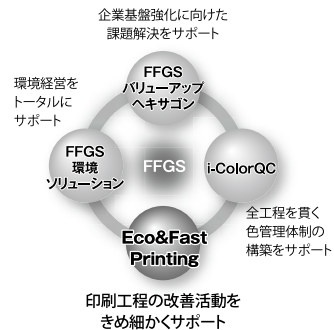 企業基盤強化に向けた
課題解決をサポート
FFGS
バリューアップ
ヘキサゴン
環境経営を
トータルに
サポート
FFGS
環境
ソリューション
FFGS
i-ColorQC
全工程を貫く
色管理体制の
構築をサポート
Eco&Fast
Printing
印刷工程の改善活動を
きめ細かくサポート